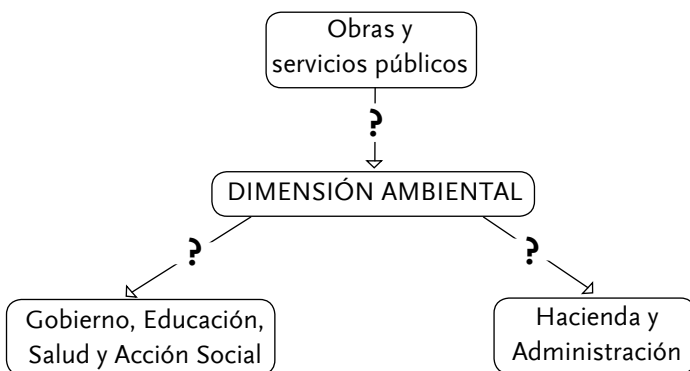 Obras y
servicios públicos
?
DIMENSIÓN AMBIENTAL
?
?
Gobierno, Educación,
Salud y Acción Social
Hacienda y
Administración